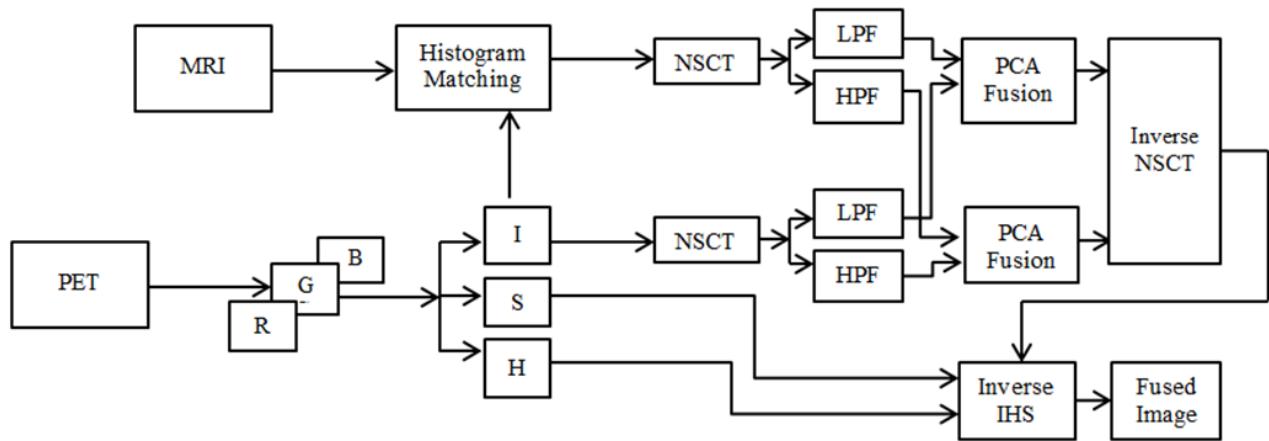 MRI
Histogram
Matching
NSCT
LPF
HPF
PCA
Fusion
Inverse
NSCT
PET
R
G
B
I
S
H
NSCT
LPF
HPF
PCA
Fusion
Inverse
IHS
Fused
Image